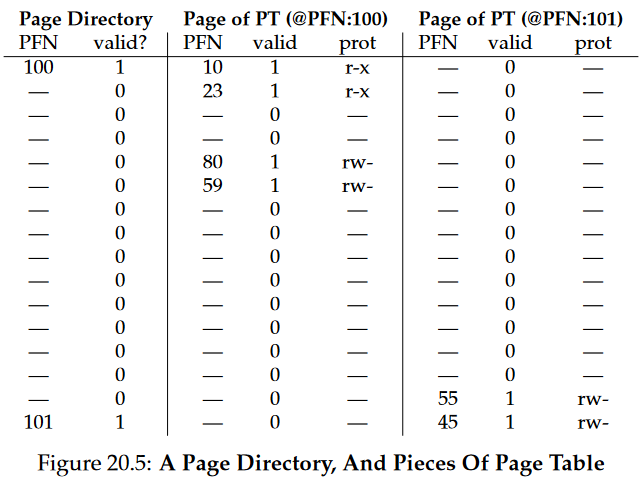 Page Directory Page of PT (@PFN:100) Page of PT (@PFN:101)
PFN valid? PFN valid prot PFN valid prot
100 1 10 1 r-x — 0 —
— 0 23 1 r-x — 0 —
— 0 — 0 — — 0 —
— 0 — 0 — — 0 —
— 0 80 1 rw- — 0 —
— 0 59 1 rw- — 0 —
— 0 — 0 — — 0 —
— 0 — 0 — — 0 —
— 0 — 0 — — 0 —
— 0 — 0 — — 0 —
— 0 — 0 — — 0 —
— 0 — 0 — — 0 —
— 0 — 0 — — 0 —
— 0 — 0 — — 0 —
— 0 — 0 — 55 1 rw-
101 1 — 0 — 45 1 rw-
Figure 20.5: A Page Directory, And Pieces Of Page Table